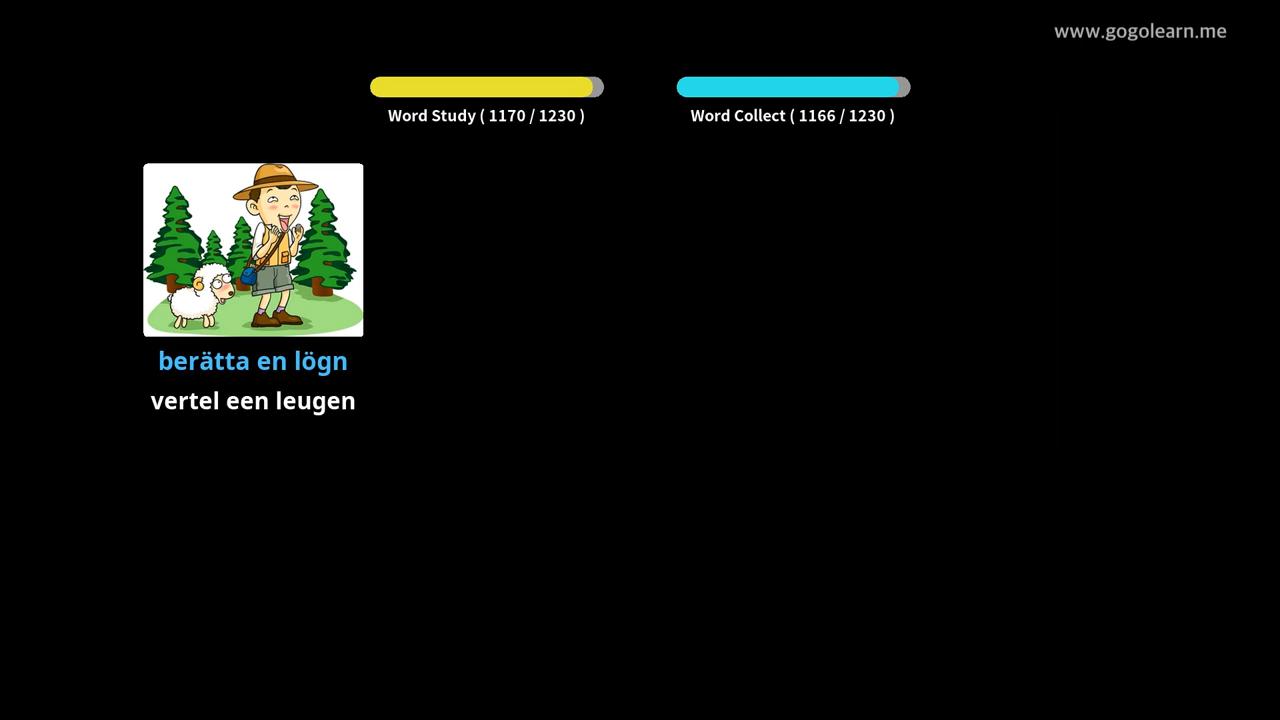 www.gogolearn.me
Word Study ( 1170 / 1230 )
Word Collect ( 1166 / 1230 )
berätta en lögn
vertel een leugen